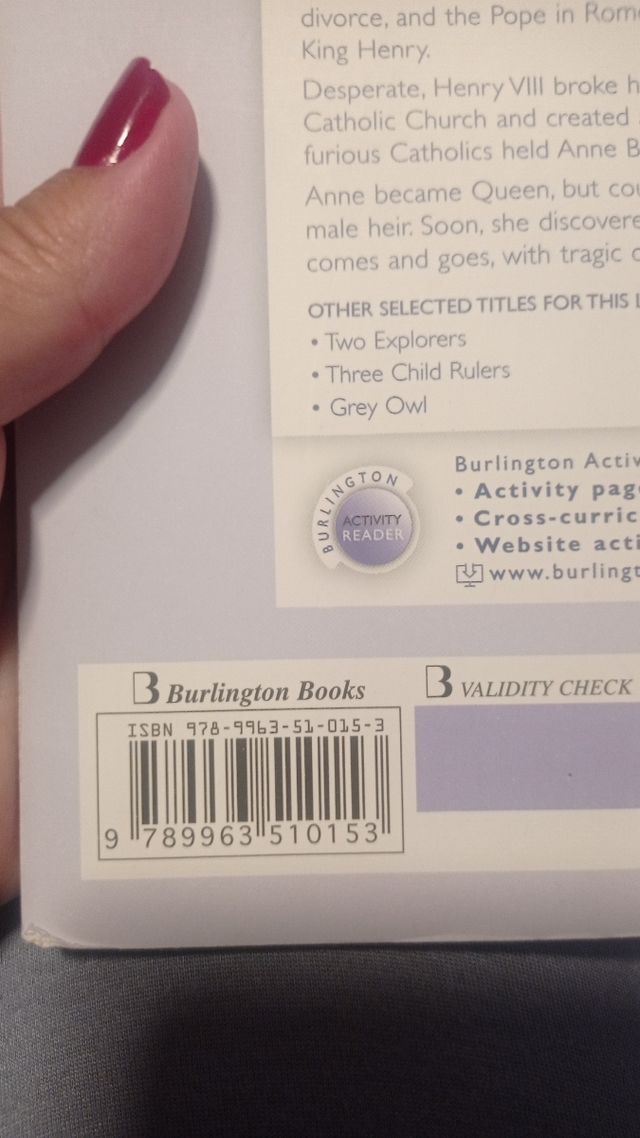 divorce, and the Pope in Rom
King Henry.
Desperate, Henry VIII broke h
Catholic Church and created
furious Catholics held Anne B
Anne became Queen, but cou
male heir. Soon, she discovere
comes and goes, with tragic
OTHER SELECTED TITLES FOR THIS L
• Two Explorers
• Three Child Rulers
• Grey Owl
BURLINGTON
ACTIVITY
READER
Burlington Activ
• Activity pag
• Cross-curric
• Website acti
www.burlingt
B Burlington Books
B VALIDITY CHECK
ISBN 978-9963-51-015-3
9 789963 510153